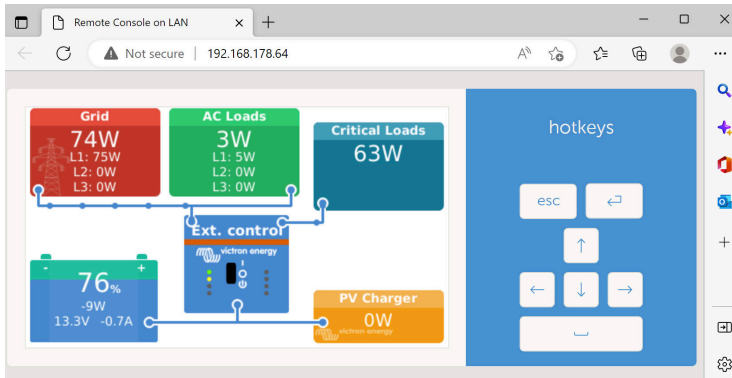 Remote Console on LAN
Not secure | 192.168.178.64
Grid
74W
L1: 75W
L2: 0W
L3: 0W
AC Loads
3W
L1: 5W
L2: 0W
L3: 0W
Critical Loads
63W
Ext. control
victron energy
76%
-9W
13.3V -0.7A
PV Charger
0W
victron energy
hotkeys
esc